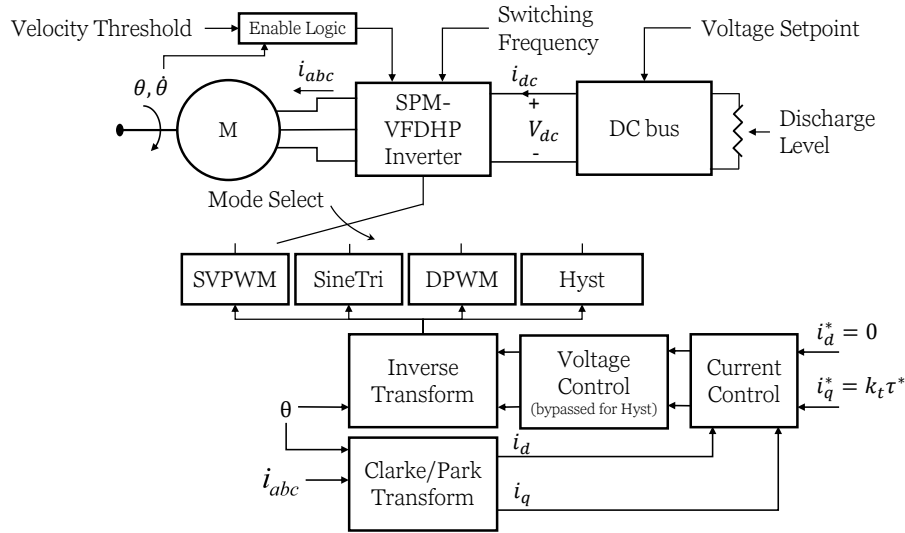 Velocity Threshold
Enable Logic
Switching
Frequency
Voltage Setpoint
θ, θ̇
i_abc
M
SPM-
VFDHP
Inverter
i_dc
+
V_dc
-
DC bus
Discharge
Level
Mode Select
SVPWM
SineTri
DPWM
Hyst
Inverse
Transform
Voltage
Control
(bypassed for Hyst)
Current
Control
i_d^* = 0
i_q^* = k_t τ^*
θ
i_abc
Clarke/Park
Transform
i_d
i_q